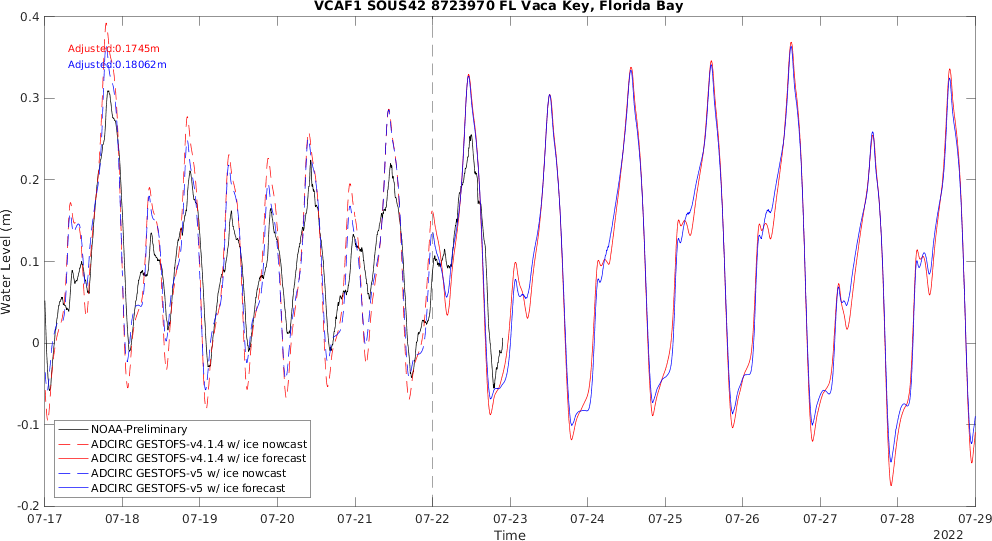 VCAF1 SOUS42 8723970 FL Vaca Key, Florida Bay
0.4
0.3
0.2
0.1
0
-0.1
-0.2
Water Level (m)
Adjusted:0.1745m
Adjusted:0.18062m
NOAA-Preliminary
ADCIRC GESTOFS-v4.1.4 w/ ice nowcast
ADCIRC GESTOFS-v4.1.4 w/ ice forecast
ADCIRC GESTOFS-v5 w/ ice nowcast
ADCIRC GESTOFS-v5 w/ ice forecast
07-17 07-18 07-19 07-20 07-21 07-22 07-23 07-24 07-25 07-26 07-27 07-28 07-29
Time
2022